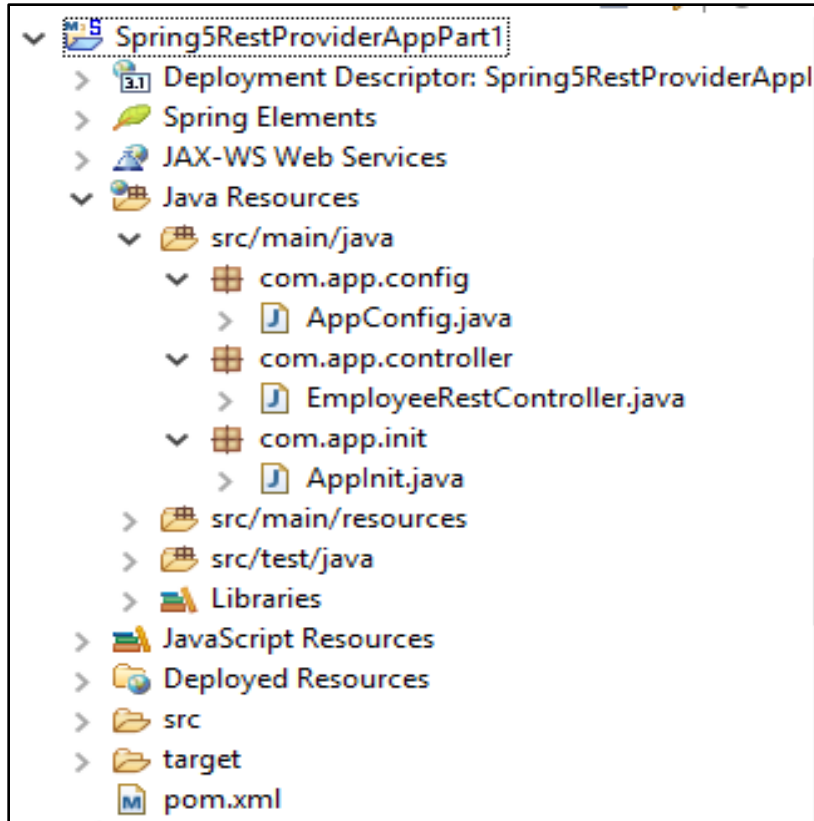 Spring5RestProviderAppPart1
Deployment Descriptor: Spring5RestProviderAppl
Spring Elements
JAX-WS Web Services
Java Resources
src/main/java
com.app.config
AppConfig.java
com.app.controller
EmployeeRestController.java
com.app.init
AppInit.java
src/main/resources
src/test/java
Libraries
JavaScript Resources
Deployed Resources
src
target
pom.xml